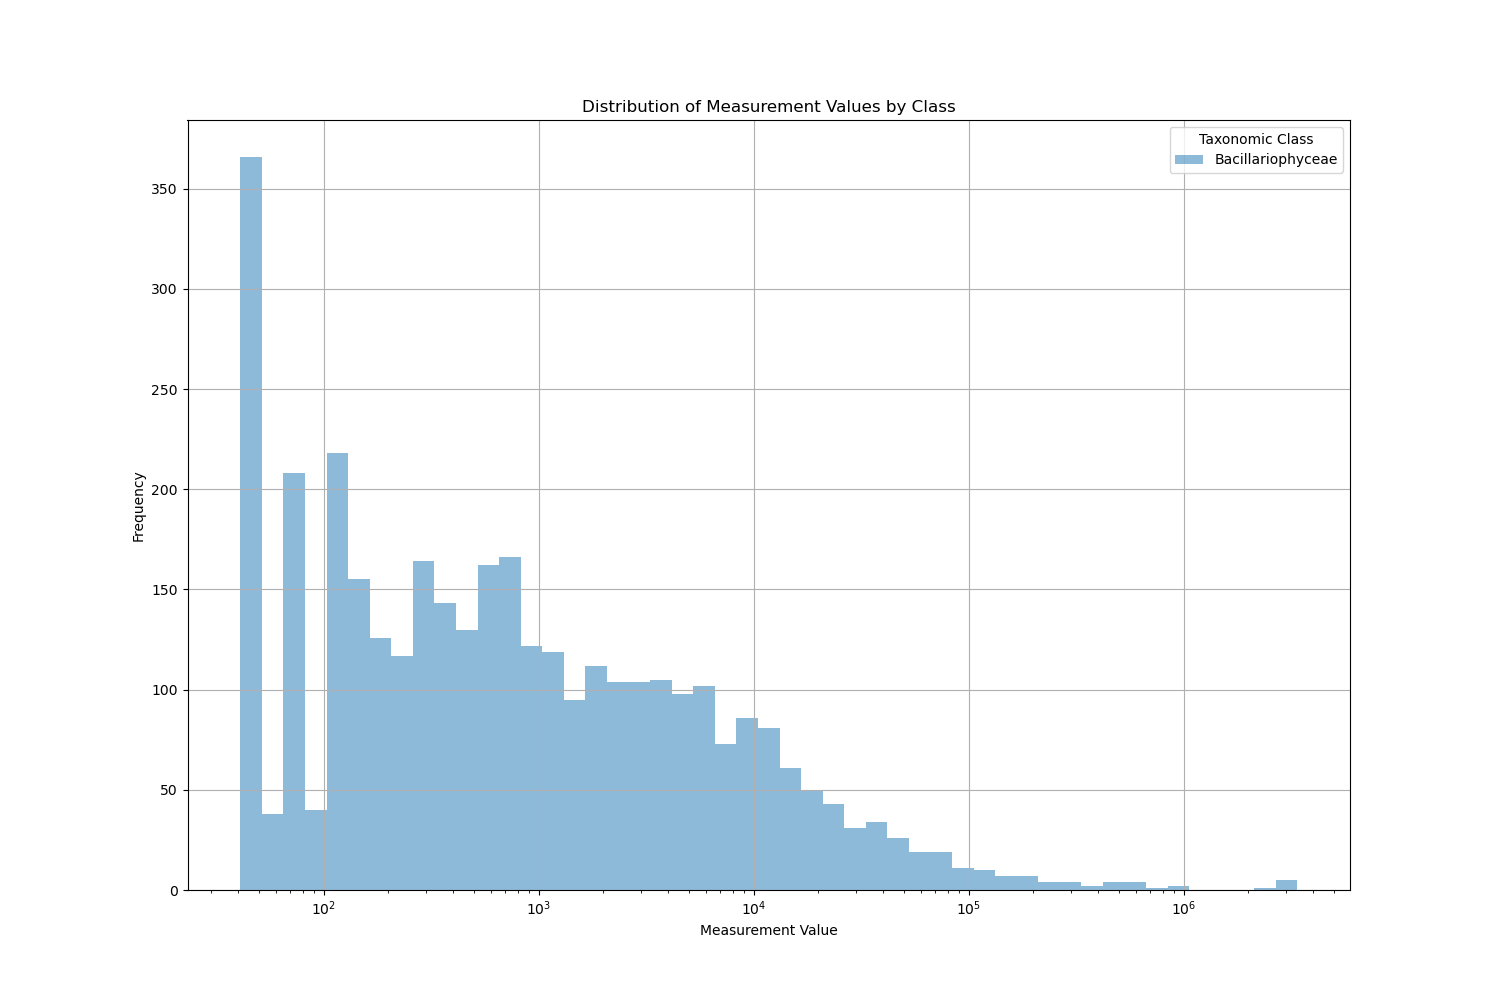 Distribution of Measurement Values by Class
Taxonomic Class
Bacillariophyceae
Frequency
350
300
250
200
150
100
50
0
10²
10³
10⁴
10⁵
10⁶
Measurement Value